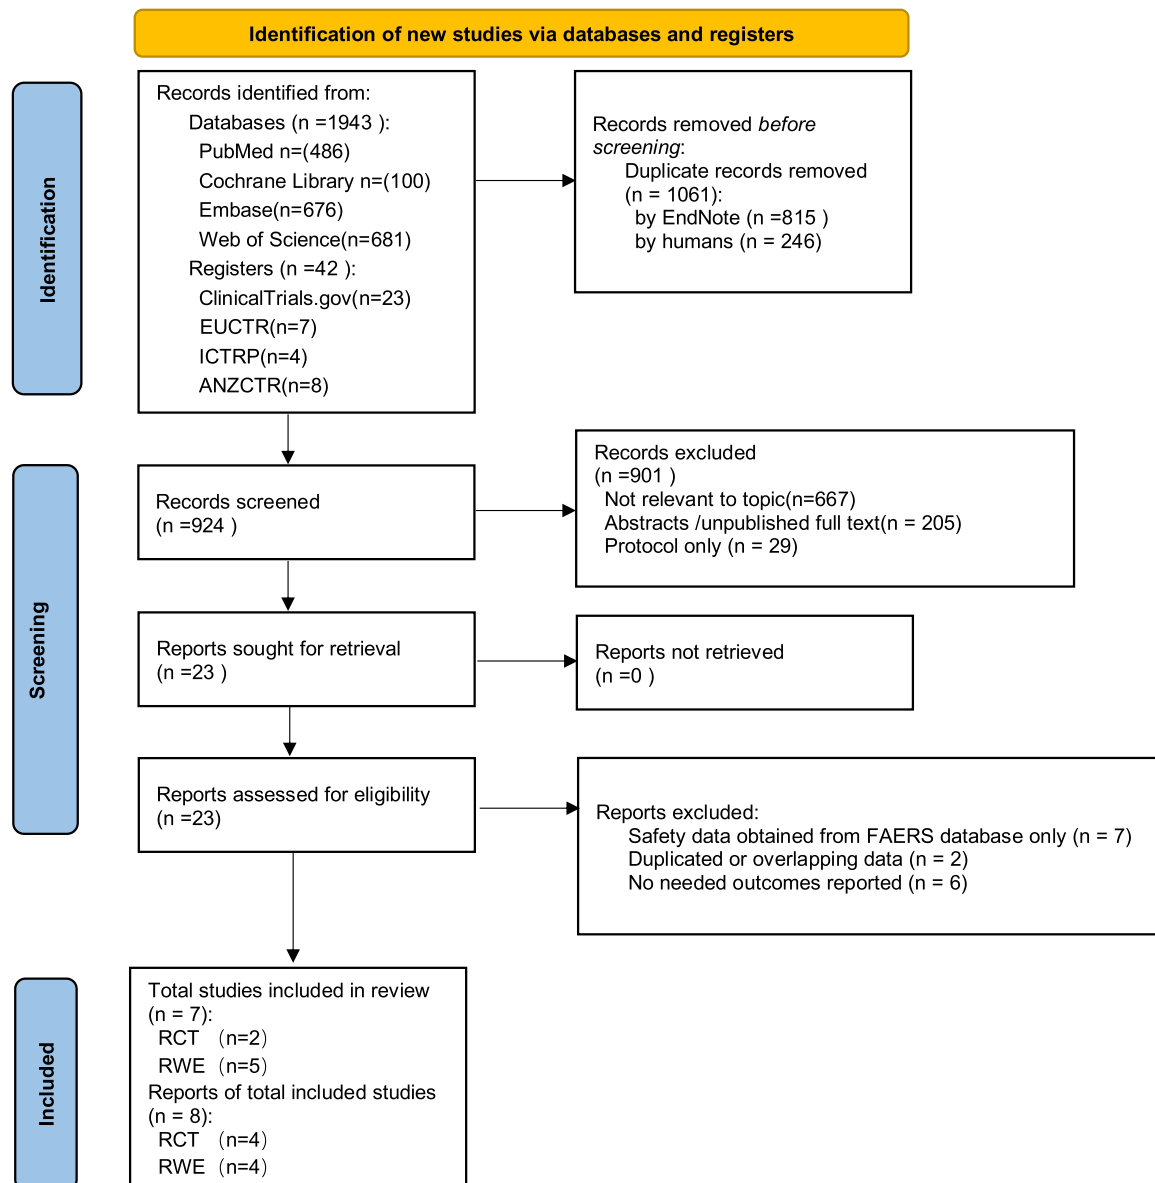 Identification of new studies via databases and registers
Identification
Records identified from:
Databases (n =1943 ):
PubMed n=(486)
Cochrane Library n=(100)
Embase(n=676)
Web of Science(n=681)
Registers (n =42 ):
ClinicalTrials.gov(n=23)
EUCTR(n=7)
ICTRP(n=4)
ANZCTR(n=8)
Records removed before
screening:
Duplicate records removed
(n = 1061):
by EndNote (n =815 )
by humans (n = 246)
Screening
Records screened
(n =924 )
Records excluded
(n =901 )
Not relevant to topic(n=667)
Abstracts /unpublished full text(n = 205)
Protocol only (n = 29)
Reports sought for retrieval
(n =23 )
Reports not retrieved
(n =0 )
Reports assessed for eligibility
(n =23)
Reports excluded:
Safety data obtained from FAERS database only (n = 7)
Duplicated or overlapping data (n = 2)
No needed outcomes reported (n = 6)
Included
Total studies included in review
(n = 7):
RCT （n=2）
RWE（n=5）
Reports of total included studies
(n = 8):
RCT （n=4）
RWE（n=4）